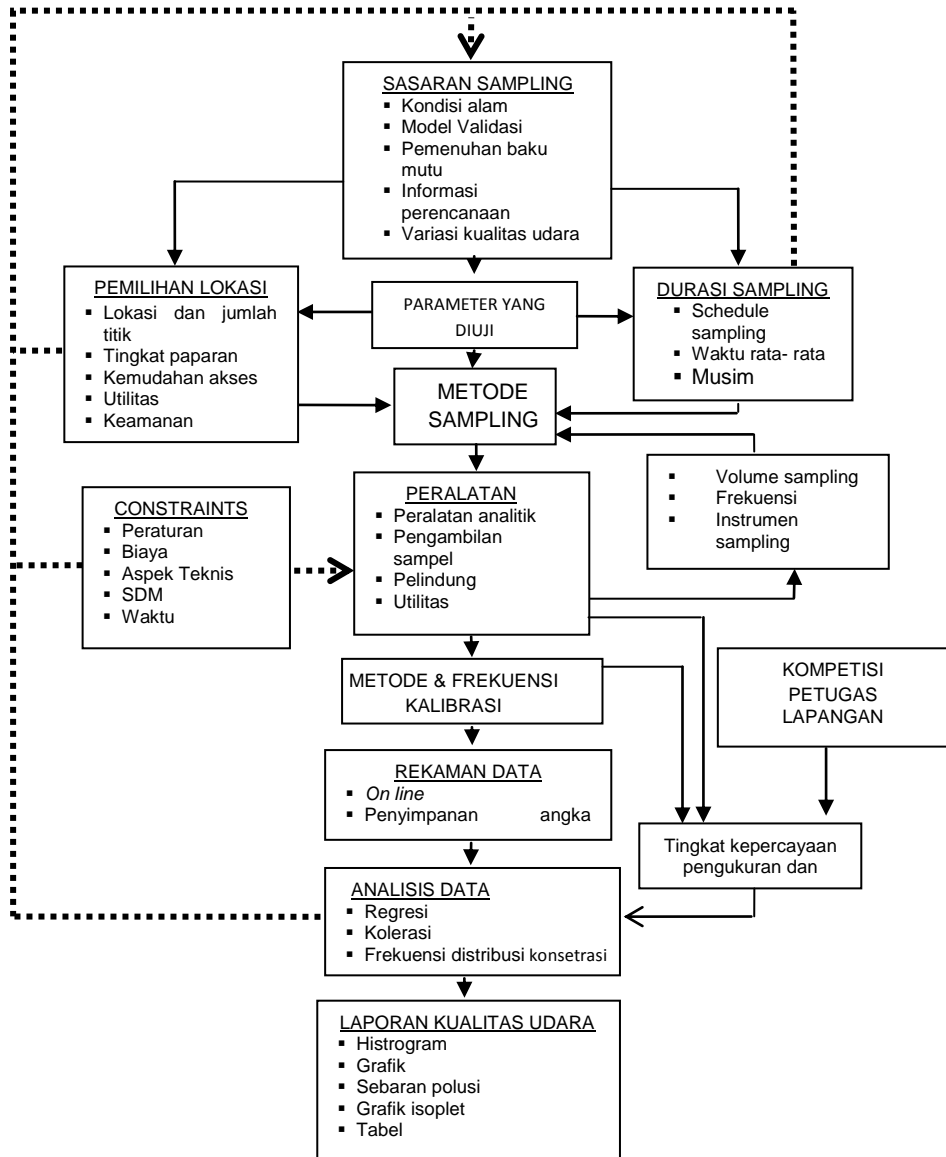 SASARAN SAMPLING
▪ Kondisi alam
▪ Model Validasi
▪ Pemenuhan baku
mutu
▪ Informasi
perencanaan
▪ Variasi kualitas udara
PEMILIHAN LOKASI
▪ Lokasi dan jumlah
titik
▪ Tingkat paparan
▪ Kemudahan akses
▪ Utilitas
▪ Keamanan
PARAMETER YANG
DIUJI
DURASI SAMPLING
▪ Schedule
sampling
▪ Waktu rata- rata
▪ Musim
METODE
SAMPLING
▪ Volume sampling
▪ Frekuensi
▪ Instrumen
sampling
CONSTRAINTS
▪ Peraturan
▪ Biaya
▪ Aspek Teknis
▪ SDM
▪ Waktu
PERALATAN
▪ Peralatan analitik
▪ Pengambilan
sampel
▪ Pelindung
▪ Utilitas
METODE & FREKUENSI
KALIBRASI
KOMPETISI
PETUGAS
LAPANGAN
REKAMAN DATA
▪ On line
▪ Penyimpanan angka
Tingkat kepercayaan
pengukuran dan
ANALISIS DATA
▪ Regresi
▪ Kolerasi
▪ Frekuensi distribusi konsetrasi
LAPORAN KUALITAS UDARA
▪ Histrogram
▪ Grafik
▪ Sebaran polusi
▪ Grafik isoplet
▪ Tabel